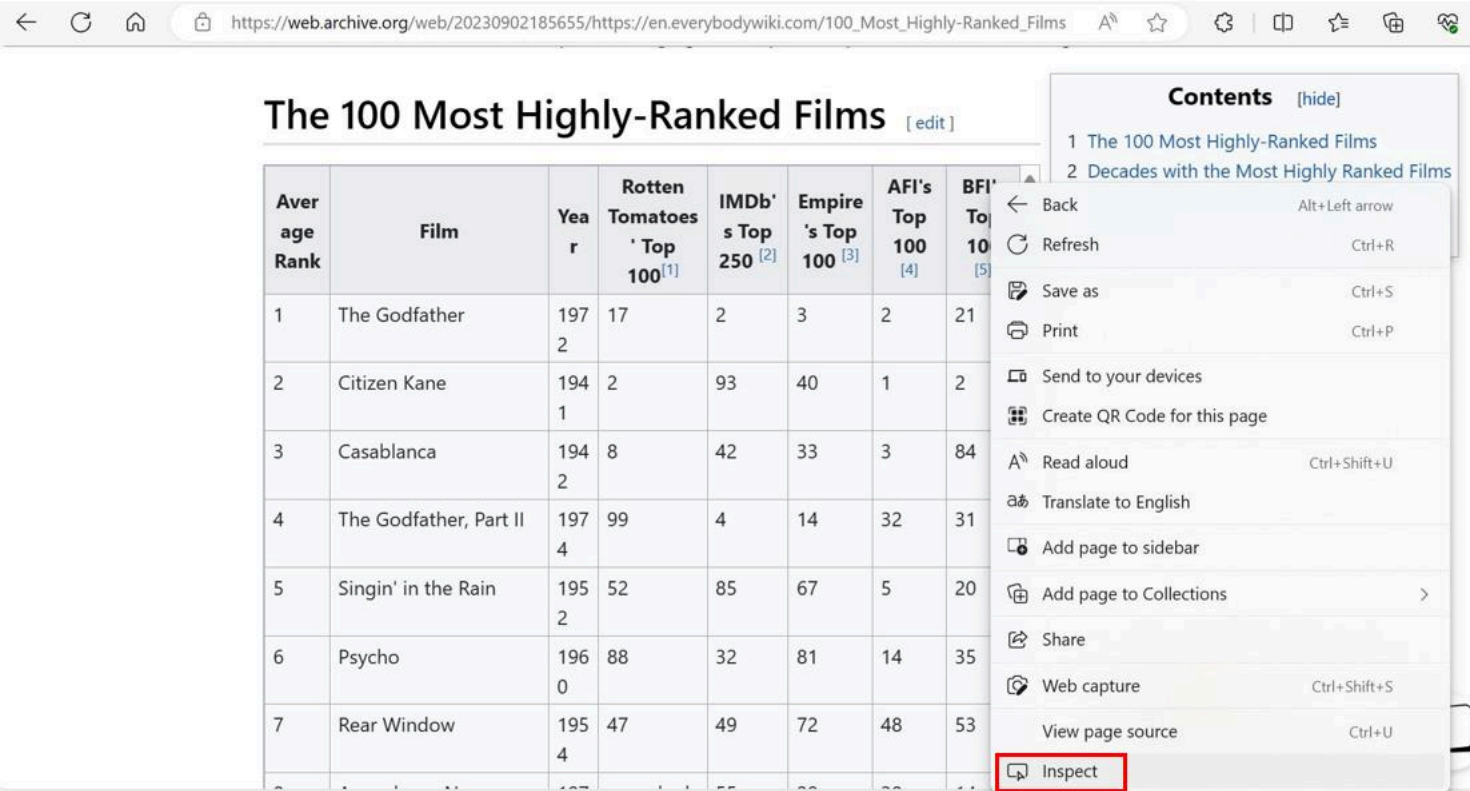 https://web.archive.org/web/20230902185655/https://en.everybodywiki.com/100_Most_Highly-Ranked_Films
The 100 Most Highly-Ranked Films [ edit ]
Contents [hide]
1 The 100 Most Highly-Ranked Films
2 Decades with the Most Highly Ranked Films
Aver
age
Rank
Film
Yea
r
Rotten
Tomatoes
' Top
100[1]
IMDb'
s Top
250 [2]
Empire
's Top
100 [3]
AFI's
Top
100
[4]
BFI'
To
10
[5]
1 The Godfather 197
2 17 2 3 2 21
2 Citizen Kane 194
1 2 93 40 1 2
3 Casablanca 194
2 8 42 33 3 84
4 The Godfather, Part II 197
4 99 4 14 32 31
5 Singin' in the Rain 195
2 52 85 67 5 20
6 Psycho 196
0 88 32 81 14 35
7 Rear Window 195
4 47 49 72 48 53
Back Alt+Left arrow
Refresh Ctrl+R
Save as Ctrl+S
Print Ctrl+P
Send to your devices
Create QR Code for this page
Read aloud Ctrl+Shift+U
Translate to English
Add page to sidebar
Add page to Collections
Share
Web capture Ctrl+Shift+S
View page source Ctrl+U
Inspect